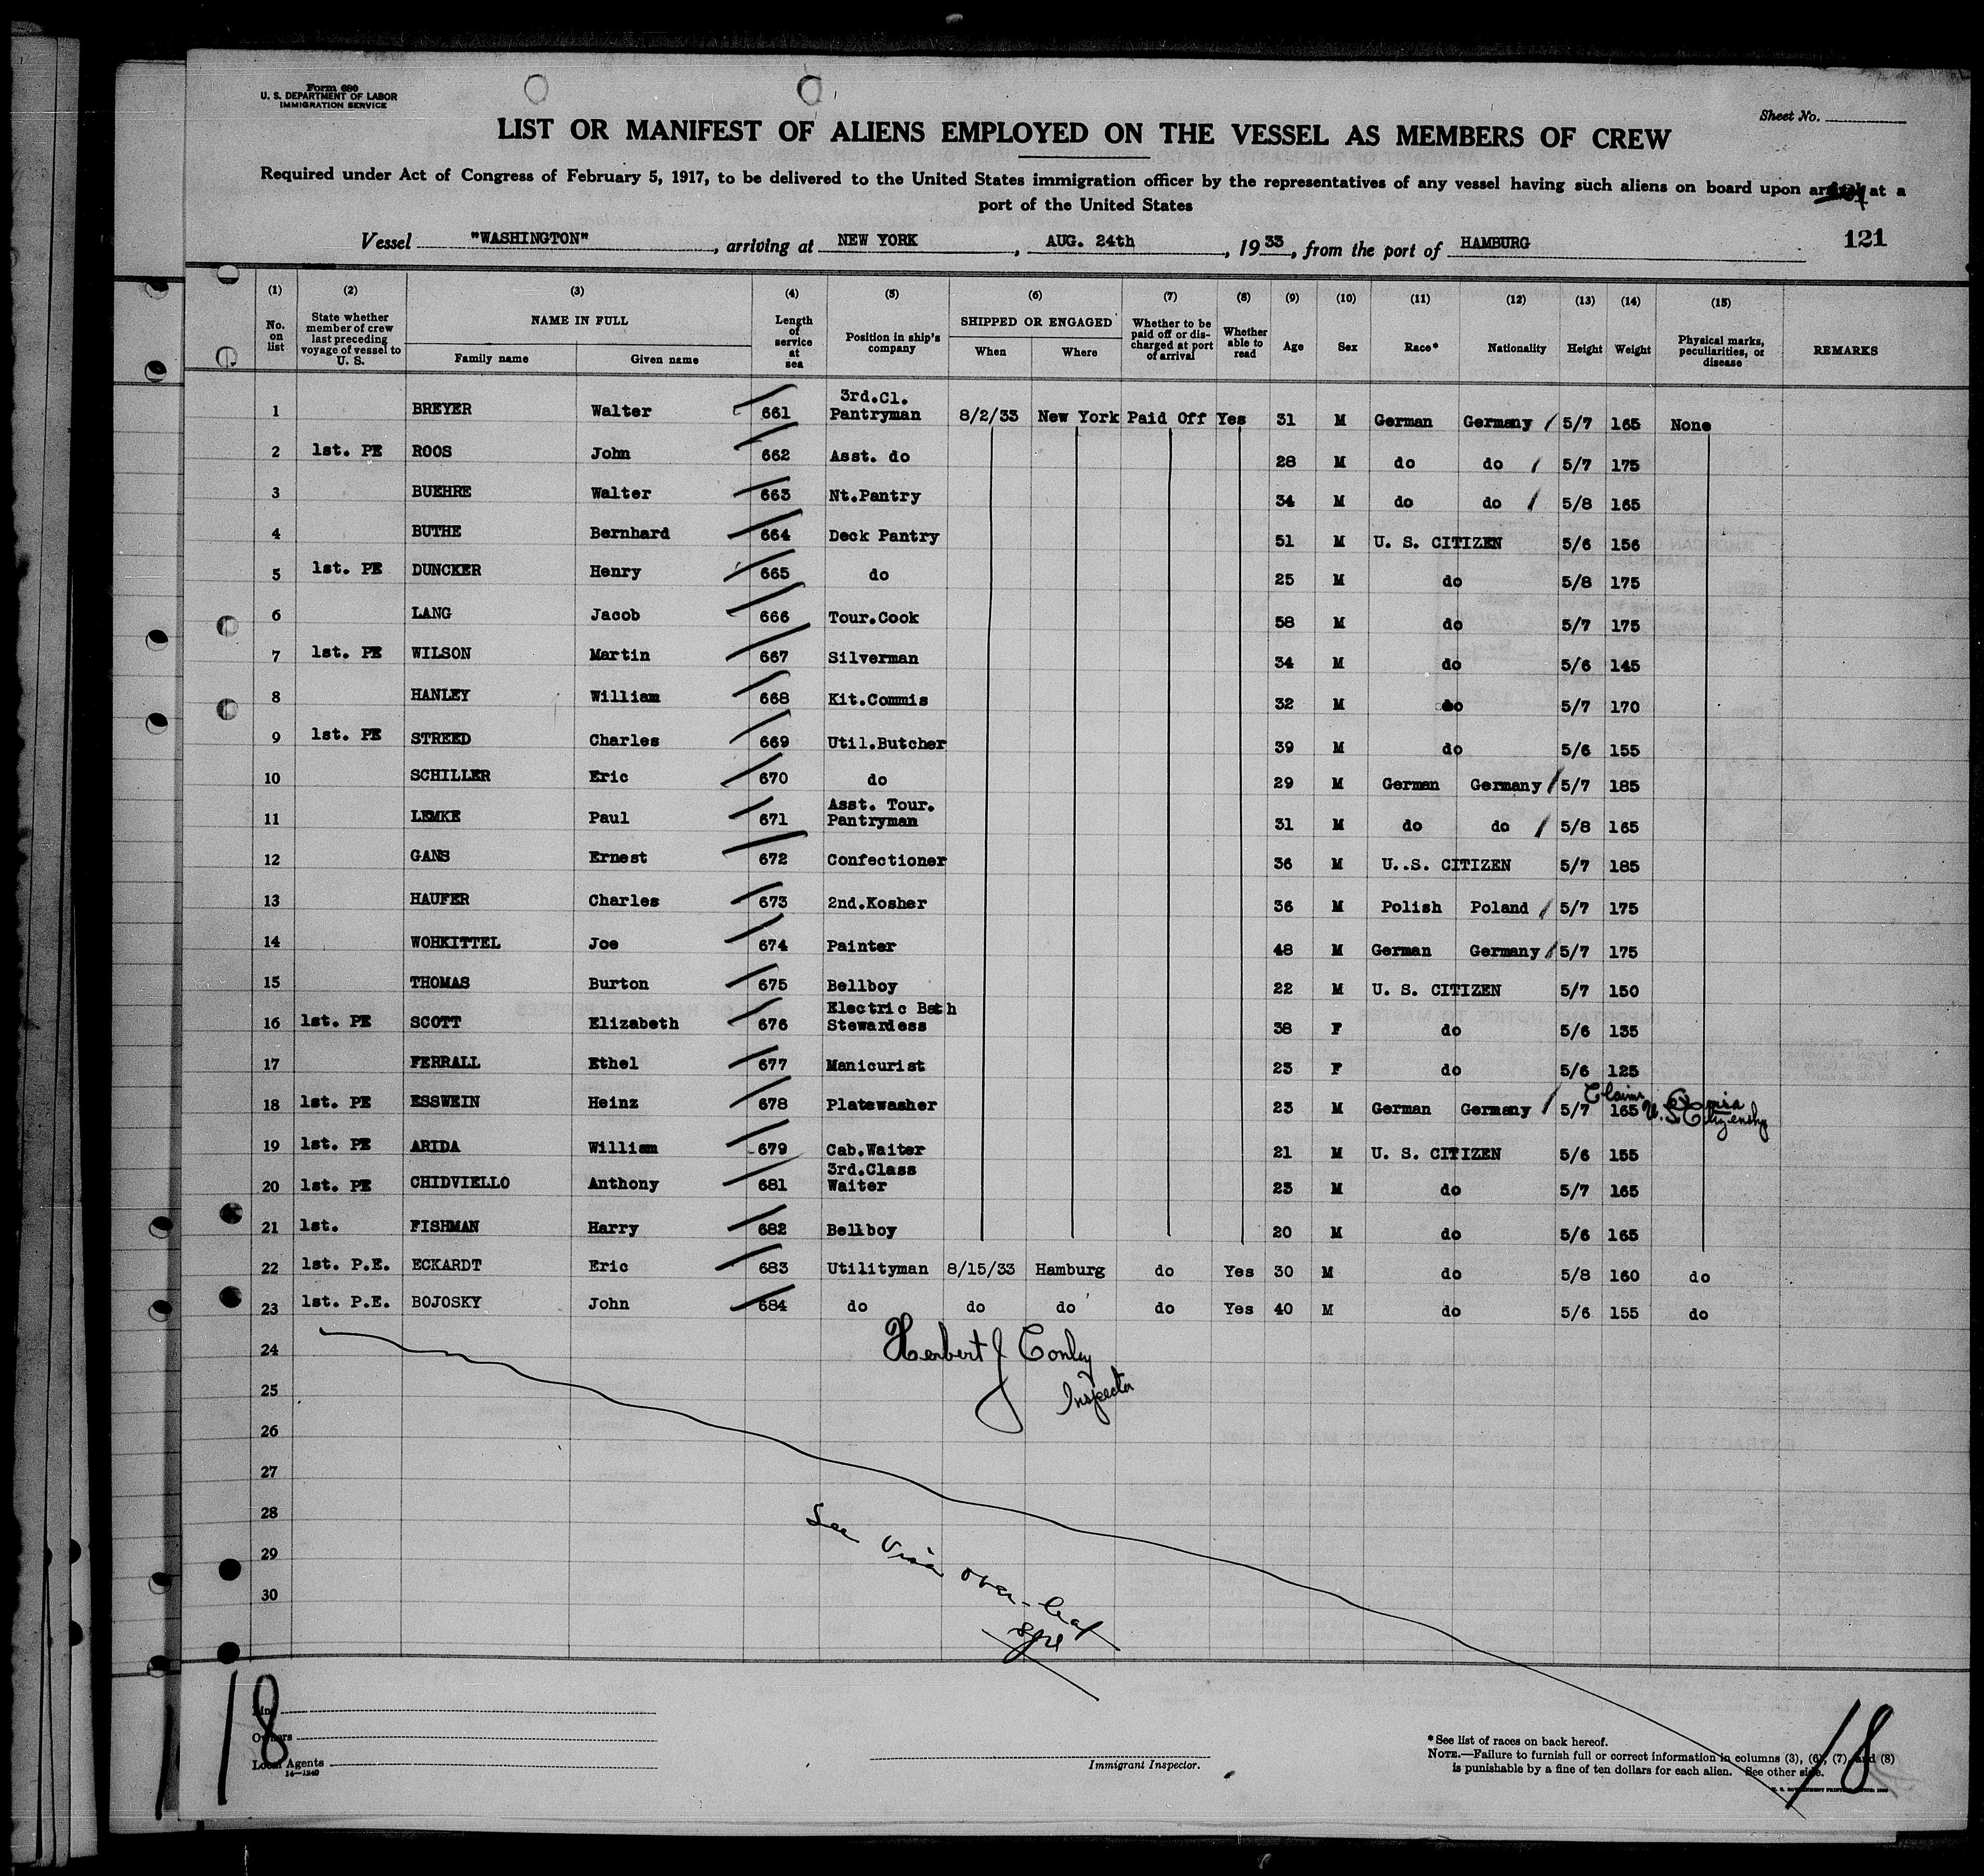 Form 680
U. S. DEPARTMENT OF LABOR
IMMIGRATION SERVICE
Sheet No.
LIST OR MANIFEST OF ALIENS EMPLOYED ON THE VESSEL AS MEMBERS OF CREW
Required under Act of Congress of February 5, 1917, to be delivered to the United States immigration officer by the representatives of any vessel having such aliens on board upon arrival at a
port of the United States
Vessel "WASHINGTON", arriving at NEW YORK, AUG. 24th, 1933, from the port of HAMBURG 121
(1) (2) (3) (4) (5) (6) (7) (8) (9) (10) (11) (12) (13) (14) (15)
No. on list State whether member of crew last preceding voyage of vessel to U. S. NAME IN FULL Family name Given name Length of service at sea Position in ship's company SHIPPED OR ENGAGED When Where Whether to be paid off or discharged at port of arrival Whether able to read Age Sex Race* Nationality Height Weight Physical marks, peculiarities, or disease REMARKS
1 BREYER Walter 661 3rd.Cl. Pantryman 8/2/33 New York Paid Off Yes 31 M German Germany 5/7 165 None
2 1st. PE ROOS John 662 Asst. do 28 M do do 5/7 175
3 BUEHRE Walter 663 Nt.Pantry 34 M do do 5/8 165
4 BUTHE Bernhard 664 Deck Pantry 51 M U. S. CITIZEN 5/6 156
5 1st. PE DUNCKER Henry 665 do 25 M do 5/8 175
6 LANG Jacob 666 Tour.Cook 58 M do 5/7 175
7 1st. PE WILSON Martin 667 Silverman 34 M do 5/6 145
8 HANLEY William 668 Kit.Commis 32 M do 5/7 170
9 1st. PE STREED Charles 669 Util.Butcher 39 M do 5/6 155
10 SCHILLER Eric 670 do 29 M German Germany 5/7 185
11 LEMKE Paul 671 Asst. Tour. Pantryman 31 M do do 5/8 165
12 GANS Ernest 672 Confectioner 36 M U..S. CITIZEN 5/7 185
13 HAUFER Charles 673 2nd.Kosher 36 M Polish Poland 5/7 175
14 WOHKITTEL Joe 674 Painter 48 M German Germany 5/7 175
15 THOMAS Burton 675 Bellboy 22 M U. S. CITIZEN 5/7 150
16 1st. PE SCOTT Elizabeth 676 Electric Bath Stewardess 38 F do 5/6 135
17 FERRALL Ethel 677 Manicurist 23 F do 5/6 125
18 1st. PE ESSWEIN Heinz 678 Platewasher 23 M German Germany 5/7 165 Claims U.S. Citizenship
19 1st. PE ARIDA William 679 Cab.Waiter 21 M U. S. CITIZEN 5/6 155
20 1st. PE CHIDVIELLO Anthony 681 3rd.Class Waiter 23 M do 5/7 165
21 1st. FISHMAN Harry 682 Bellboy 20 M do 5/6 165
22 1st. P.E. ECKARDT Eric 683 Utilityman 8/15/33 Hamburg do Yes 30 M do 5/8 160 do
23 1st. P.E. BOJOSKY John 684 do do do do Yes 40 M do 5/6 155 do
24
Herbert J Conley
Inspector
25
26
27
28
29
30
See visa over-leaf
18
Line
Owners
Local Agents
14—1240
Immigrant Inspector.
*See list of races on back hereof.
NOTE.—Failure to furnish full or correct information in columns (3), (6), (7), and (8)
is punishable by a fine of ten dollars for each alien. See other side.
18